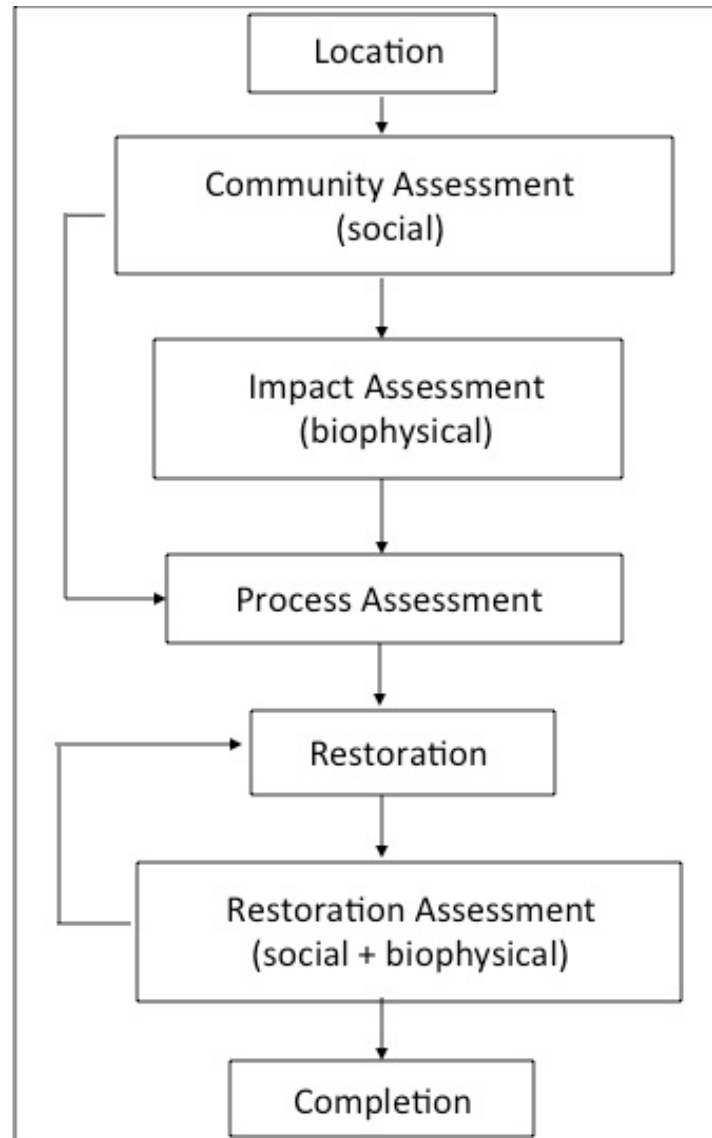 Location
Community Assessment
(social)
Impact Assessment
(biophysical)
Process Assessment
Restoration
Restoration Assessment
(social + biophysical)
Completion